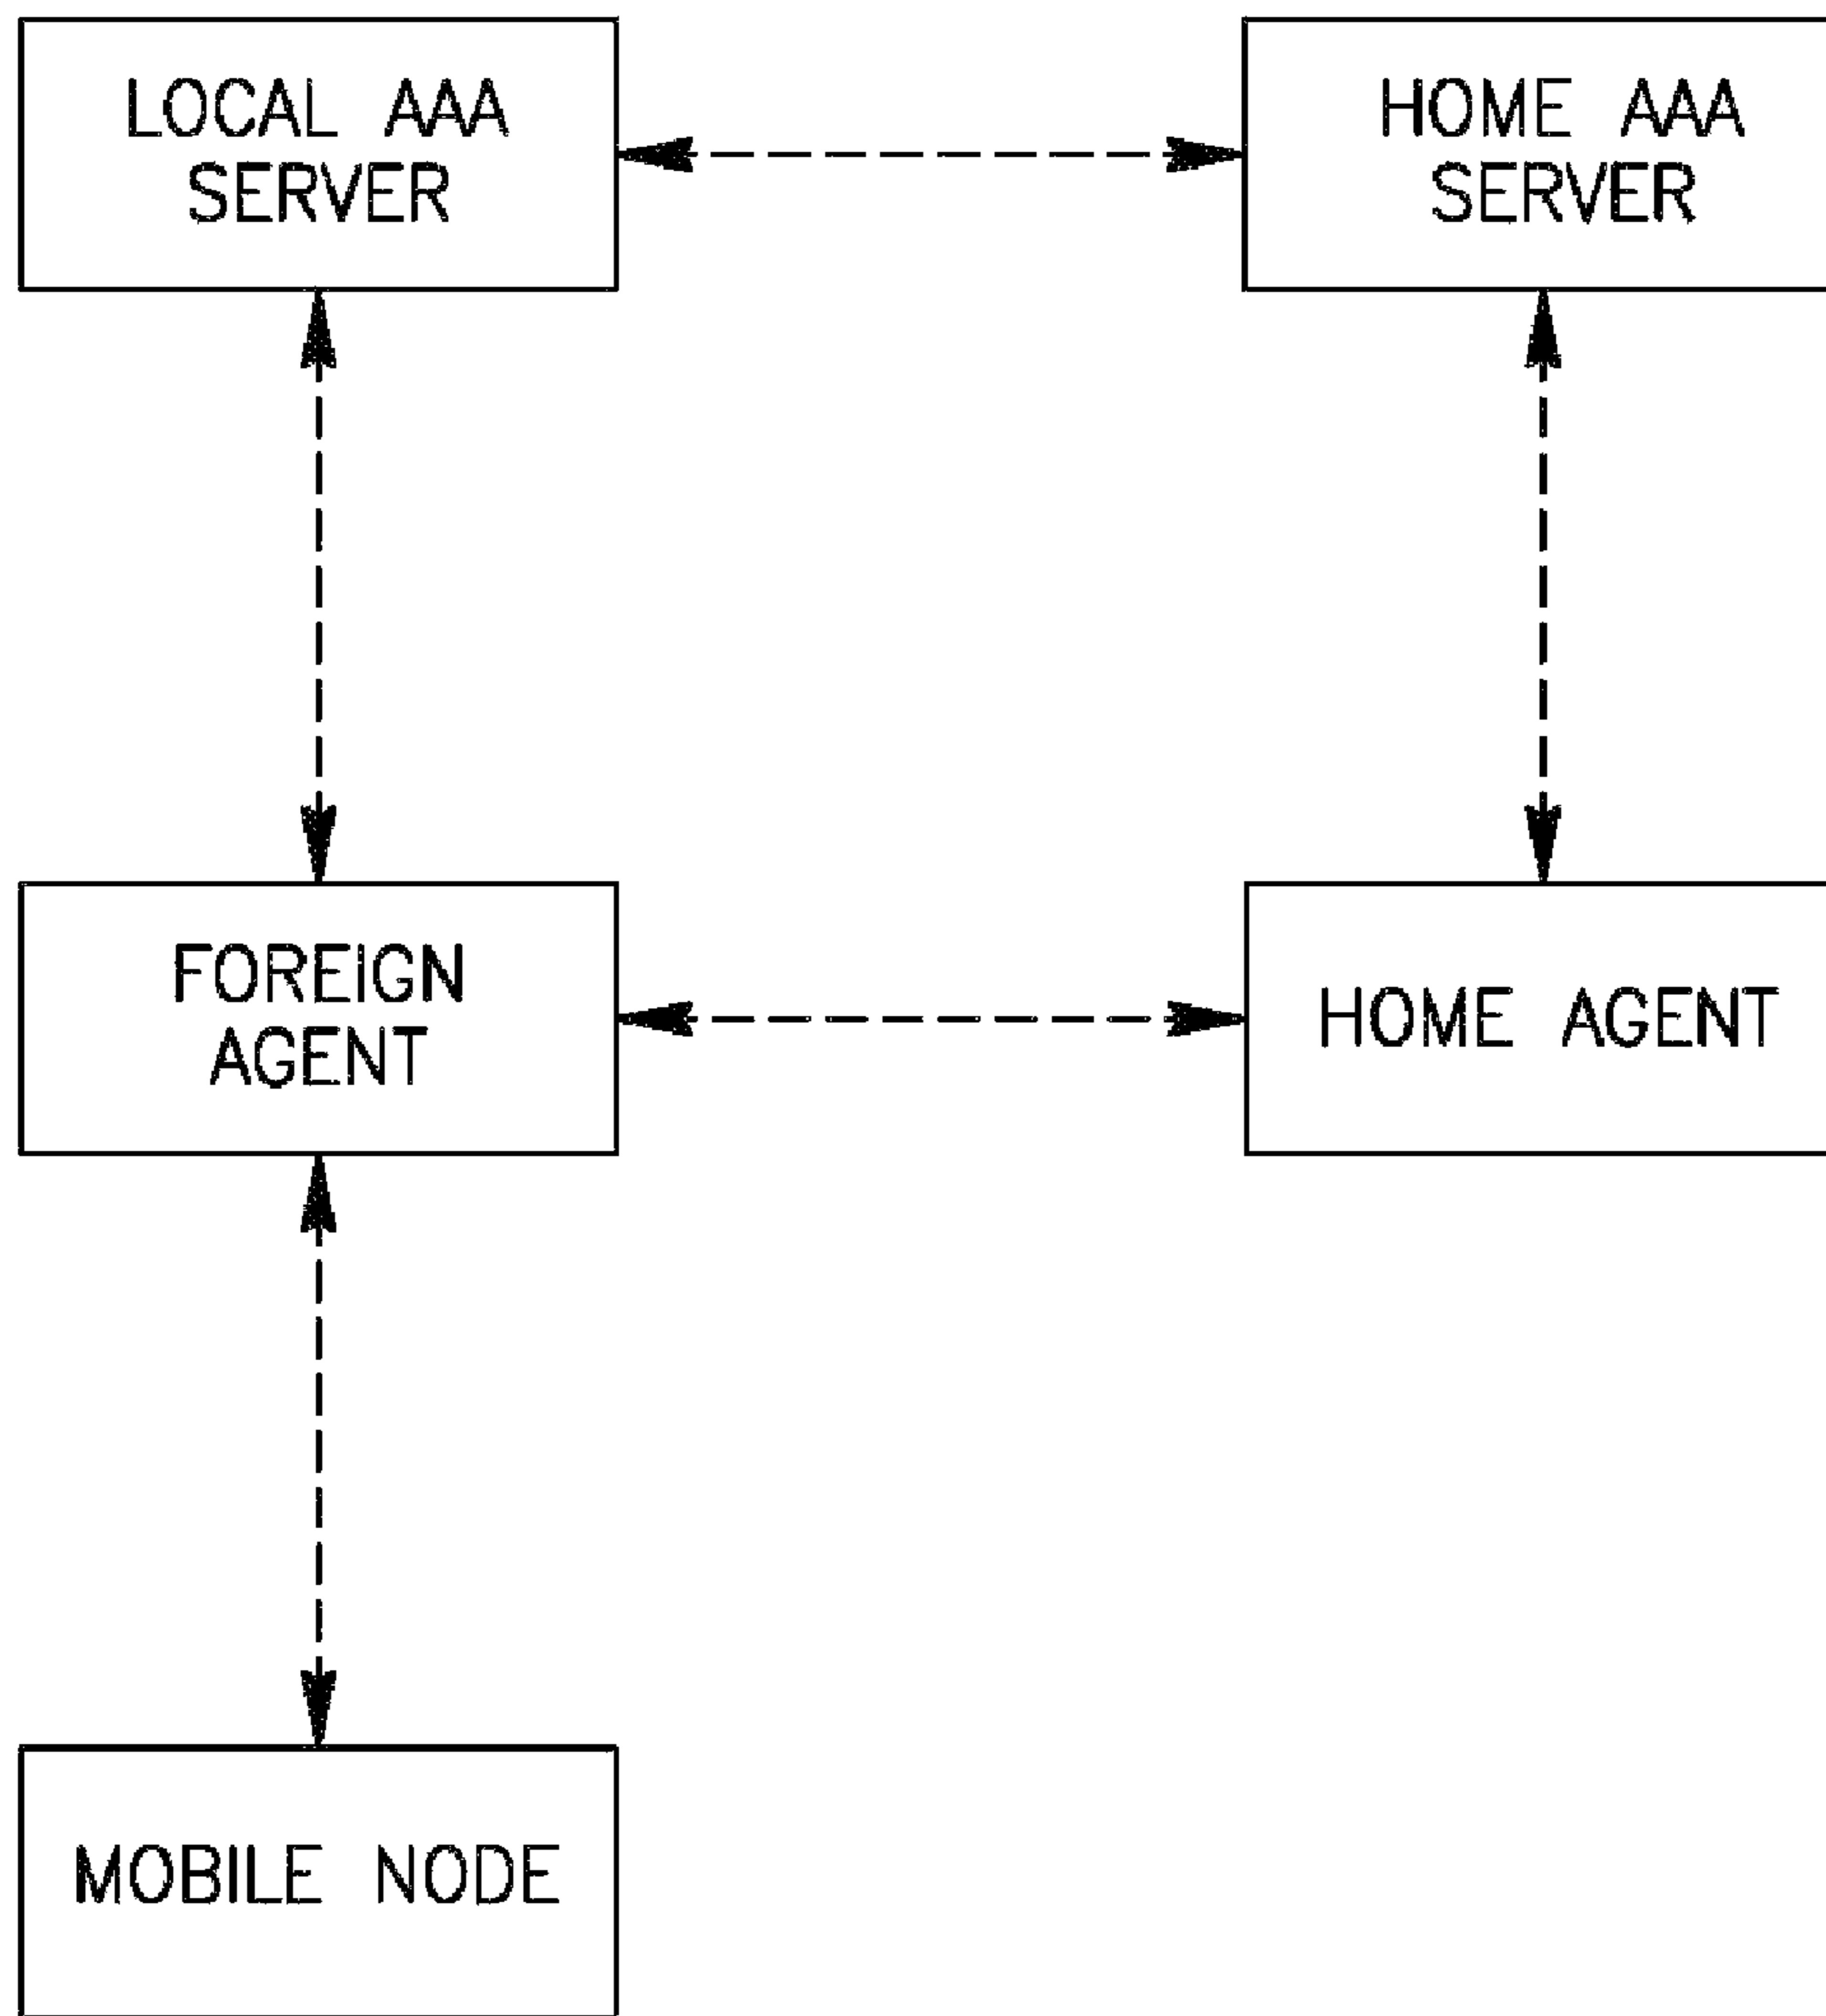 LOCAL AAA
SERVER
HOME AAA
SERVER
FOREIGN
AGENT
HOME AGENT
MOBILE NODE